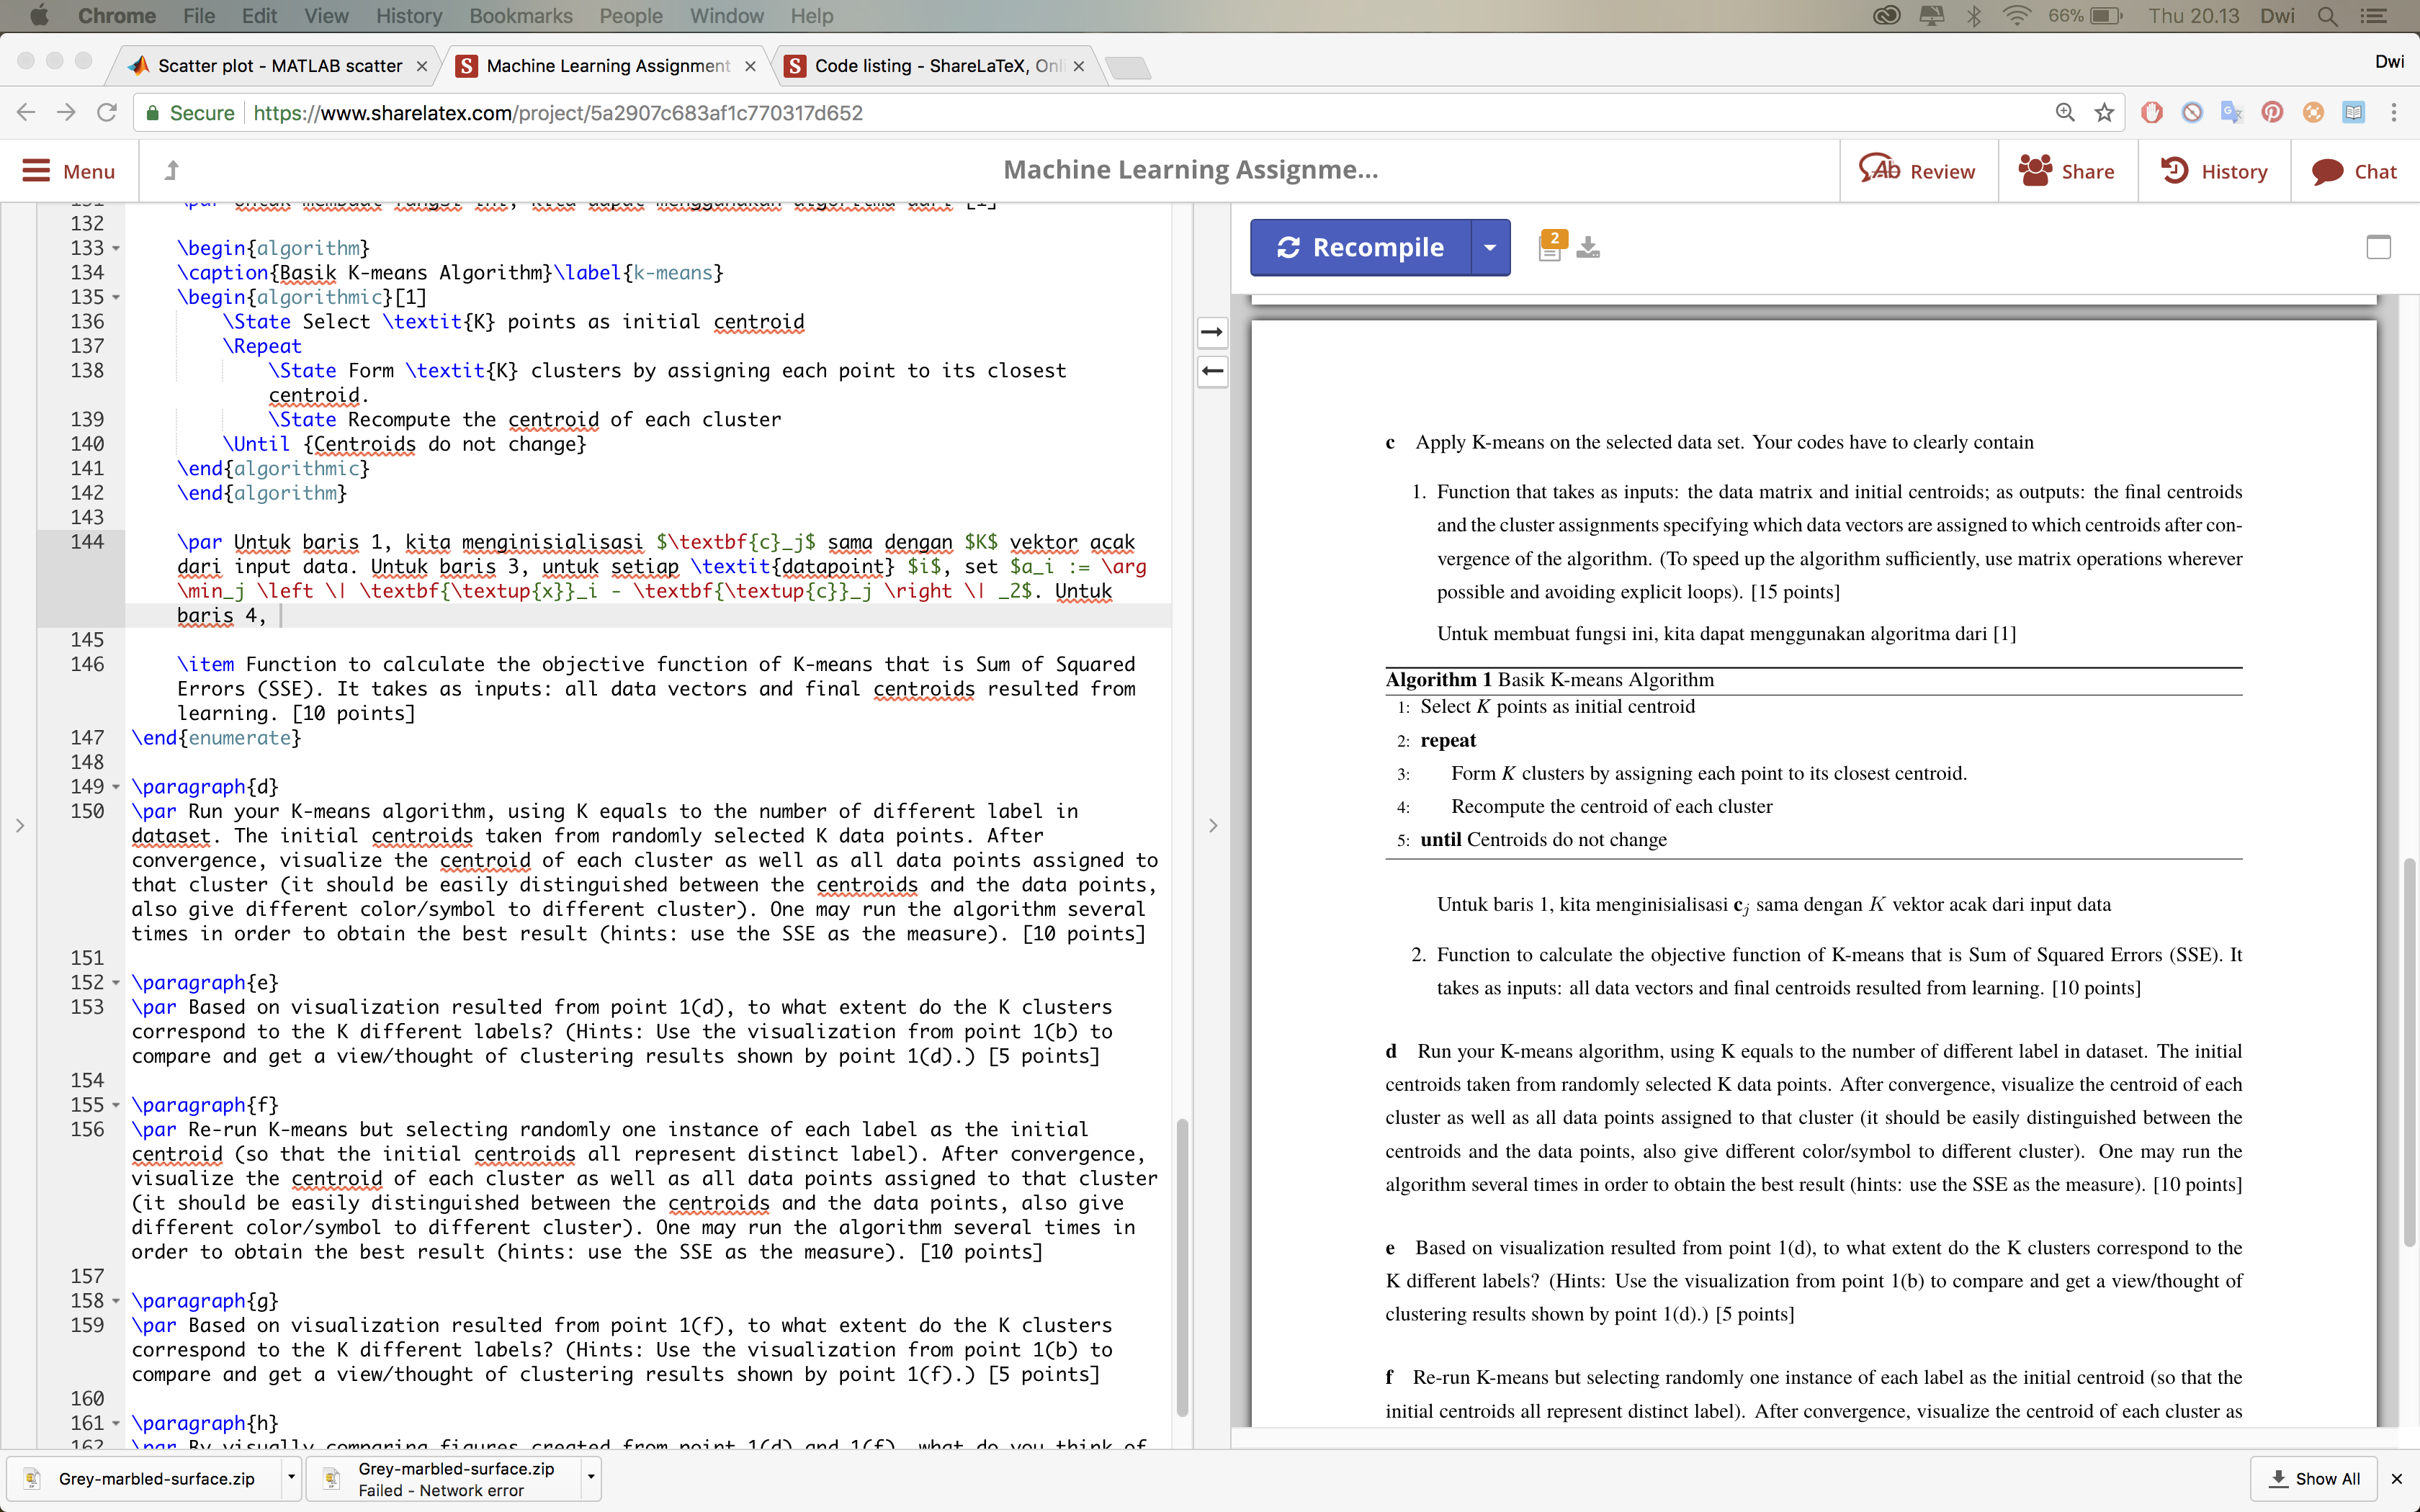 Chrome File Edit View History Bookmarks People Window Help 66% Thu 20.13 Dwi
Scatter plot - MATLAB scatter × Machine Learning Assignment × Code listing - ShareLaTeX, Onl × Dwi
Secure https://www.sharelatex.com/project/5a2907c683af1c770317d652
Menu Machine Learning Assignme... Review Share History Chat
131 \par Untuk membuat fungsi ini, kita dapat menggunakan algoritma dari [1]
132
133 \begin{algorithm}
134 \caption{Basik K-means Algorithm}\label{k-means}
135 \begin{algorithmic}[1]
136 \State Select \textit{K} points as initial centroid
137 \Repeat
138 \State Form \textit{K} clusters by assigning each point to its closest
centroid.
139 \State Recompute the centroid of each cluster
140 \Until {Centroids do not change}
141 \end{algorithmic}
142 \end{algorithm}
143
144 \par Untuk baris 1, kita menginisialisasi $\textbf{c}_j$ sama dengan $K$ vektor acak
dari input data. Untuk baris 3, untuk setiap \textit{datapoint} $i$, set $a_i := \arg
\min_j \left \| \textbf{\textup{x}}_i - \textbf{\textup{c}}_j \right \| _2$. Untuk
baris 4,
145
146 \item Function to calculate the objective function of K-means that is Sum of Squared
Errors (SSE). It takes as inputs: all data vectors and final centroids resulted from
learning. [10 points]
147 \end{enumerate}
148
149 \paragraph{d}
150 \par Run your K-means algorithm, using K equals to the number of different label in
dataset. The initial centroids taken from randomly selected K data points. After
convergence, visualize the centroid of each cluster as well as all data points assigned to
that cluster (it should be easily distinguished between the centroids and the data points,
also give different color/symbol to different cluster). One may run the algorithm several
times in order to obtain the best result (hints: use the SSE as the measure). [10 points]
151
152 \paragraph{e}
153 \par Based on visualization resulted from point 1(d), to what extent do the K clusters
correspond to the K different labels? (Hints: Use the visualization from point 1(b) to
compare and get a view/thought of clustering results shown by point 1(d).) [5 points]
154
155 \paragraph{f}
156 \par Re-run K-means but selecting randomly one instance of each label as the initial
centroid (so that the initial centroids all represent distinct label). After convergence,
visualize the centroid of each cluster as well as all data points assigned to that cluster
(it should be easily distinguished between the centroids and the data points, also give
different color/symbol to different cluster). One may run the algorithm several times in
order to obtain the best result (hints: use the SSE as the measure). [10 points]
157
158 \paragraph{g}
159 \par Based on visualization resulted from point 1(f), to what extent do the K clusters
correspond to the K different labels? (Hints: Use the visualization from point 1(b) to
compare and get a view/thought of clustering results shown by point 1(f).) [5 points]
160
161 \paragraph{h}
162 \par By visually comparing figures created from point 1(d) and 1(f), what do you think of
Recompile 2
c Apply K-means on the selected data set. Your codes have to clearly contain
1. Function that takes as inputs: the data matrix and initial centroids; as outputs: the final centroids
and the cluster assignments specifying which data vectors are assigned to which centroids after con-
vergence of the algorithm. (To speed up the algorithm sufficiently, use matrix operations wherever
possible and avoiding explicit loops). [15 points]
Untuk membuat fungsi ini, kita dapat menggunakan algoritma dari [1]
Algorithm 1 Basik K-means Algorithm
1: Select K points as initial centroid
2: repeat
3: Form K clusters by assigning each point to its closest centroid.
4: Recompute the centroid of each cluster
5: until Centroids do not change
Untuk baris 1, kita menginisialisasi c_j sama dengan K vektor acak dari input data
2. Function to calculate the objective function of K-means that is Sum of Squared Errors (SSE). It
takes as inputs: all data vectors and final centroids resulted from learning. [10 points]
d Run your K-means algorithm, using K equals to the number of different label in dataset. The initial
centroids taken from randomly selected K data points. After convergence, visualize the centroid of each
cluster as well as all data points assigned to that cluster (it should be easily distinguished between the
centroids and the data points, also give different color/symbol to different cluster). One may run the
algorithm several times in order to obtain the best result (hints: use the SSE as the measure). [10 points]
e Based on visualization resulted from point 1(d), to what extent do the K clusters correspond to the
K different labels? (Hints: Use the visualization from point 1(b) to compare and get a view/thought of
clustering results shown by point 1(d).) [5 points]
f Re-run K-means but selecting randomly one instance of each label as the initial centroid (so that the
initial centroids all represent distinct label). After convergence, visualize the centroid of each cluster as
Grey-marbled-surface.zip
Grey-marbled-surface.zip
Failed - Network error
Show All ×